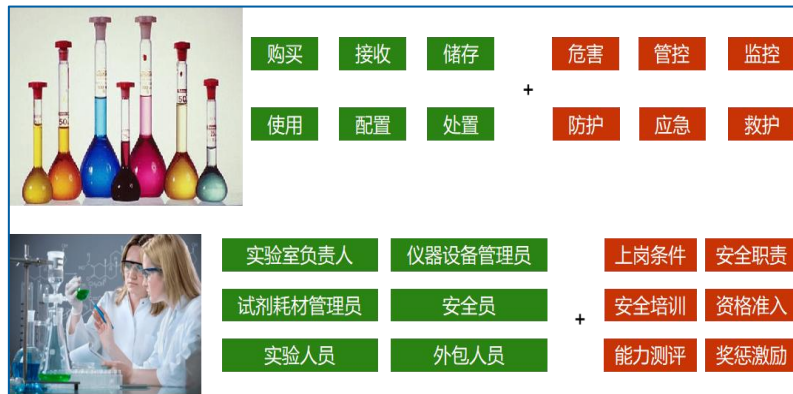 购买 接收 储存 危害 管控 监控
+
使用 配置 处置 防护 应急 救护
实验室负责人 仪器设备管理员 上岗条件 安全职责
试剂耗材管理员 安全员 + 安全培训 资格准入
实验人员 外包人员 能力测评 奖惩激励